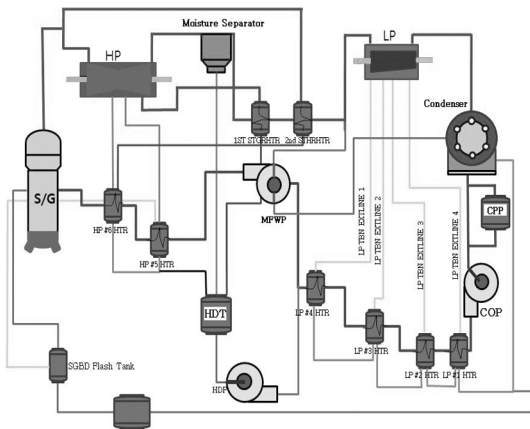 Moisture Separator
HP
LP
Condenser
1ST STGRHTR
2nd STHRHTR
S/G
CPP
MFWP
HP#6 HTR
HP#5 HTR
LP TBN EXTLINE 1
LP TBN EXTLINE 2
LP TBN EXTLINE 3
LP TBN EXTLINE 4
COP
HDT
LP#4 HTR
LP#3 HTR
LP#2 HTR
LP#1 HTR
SGBD Flash Tank
HDP